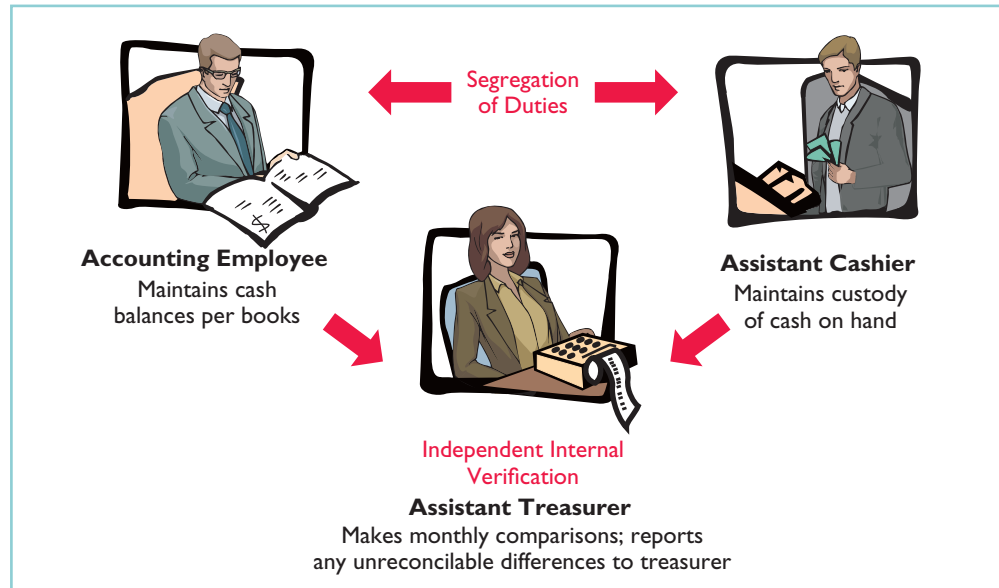 Segregation
of Duties
Accounting Employee
Maintains cash
balances per books
Assistant Cashier
Maintains custody
of cash on hand
Independent Internal
Verification
Assistant Treasurer
Makes monthly comparisons; reports
any unreconcilable differences to treasurer